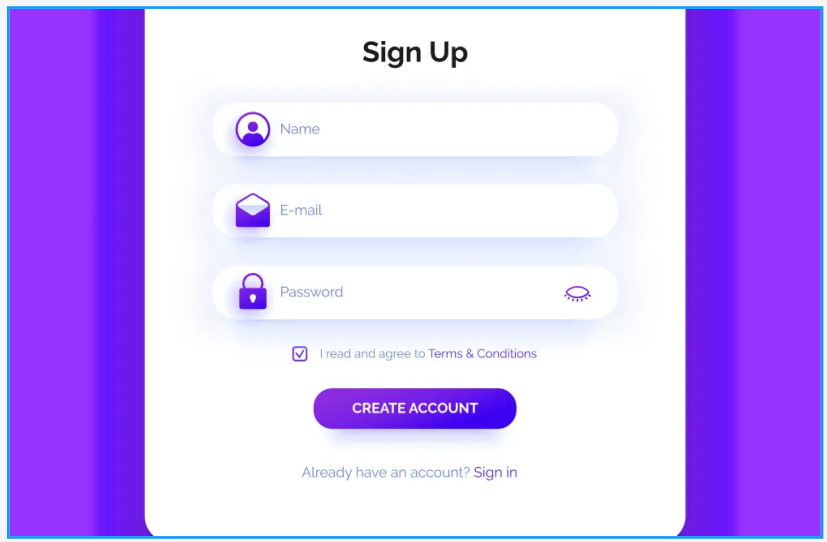 Sign Up
Name
E-mail
Password
I read and agree to Terms & Conditions
CREATE ACCOUNT
Already have an account? Sign in